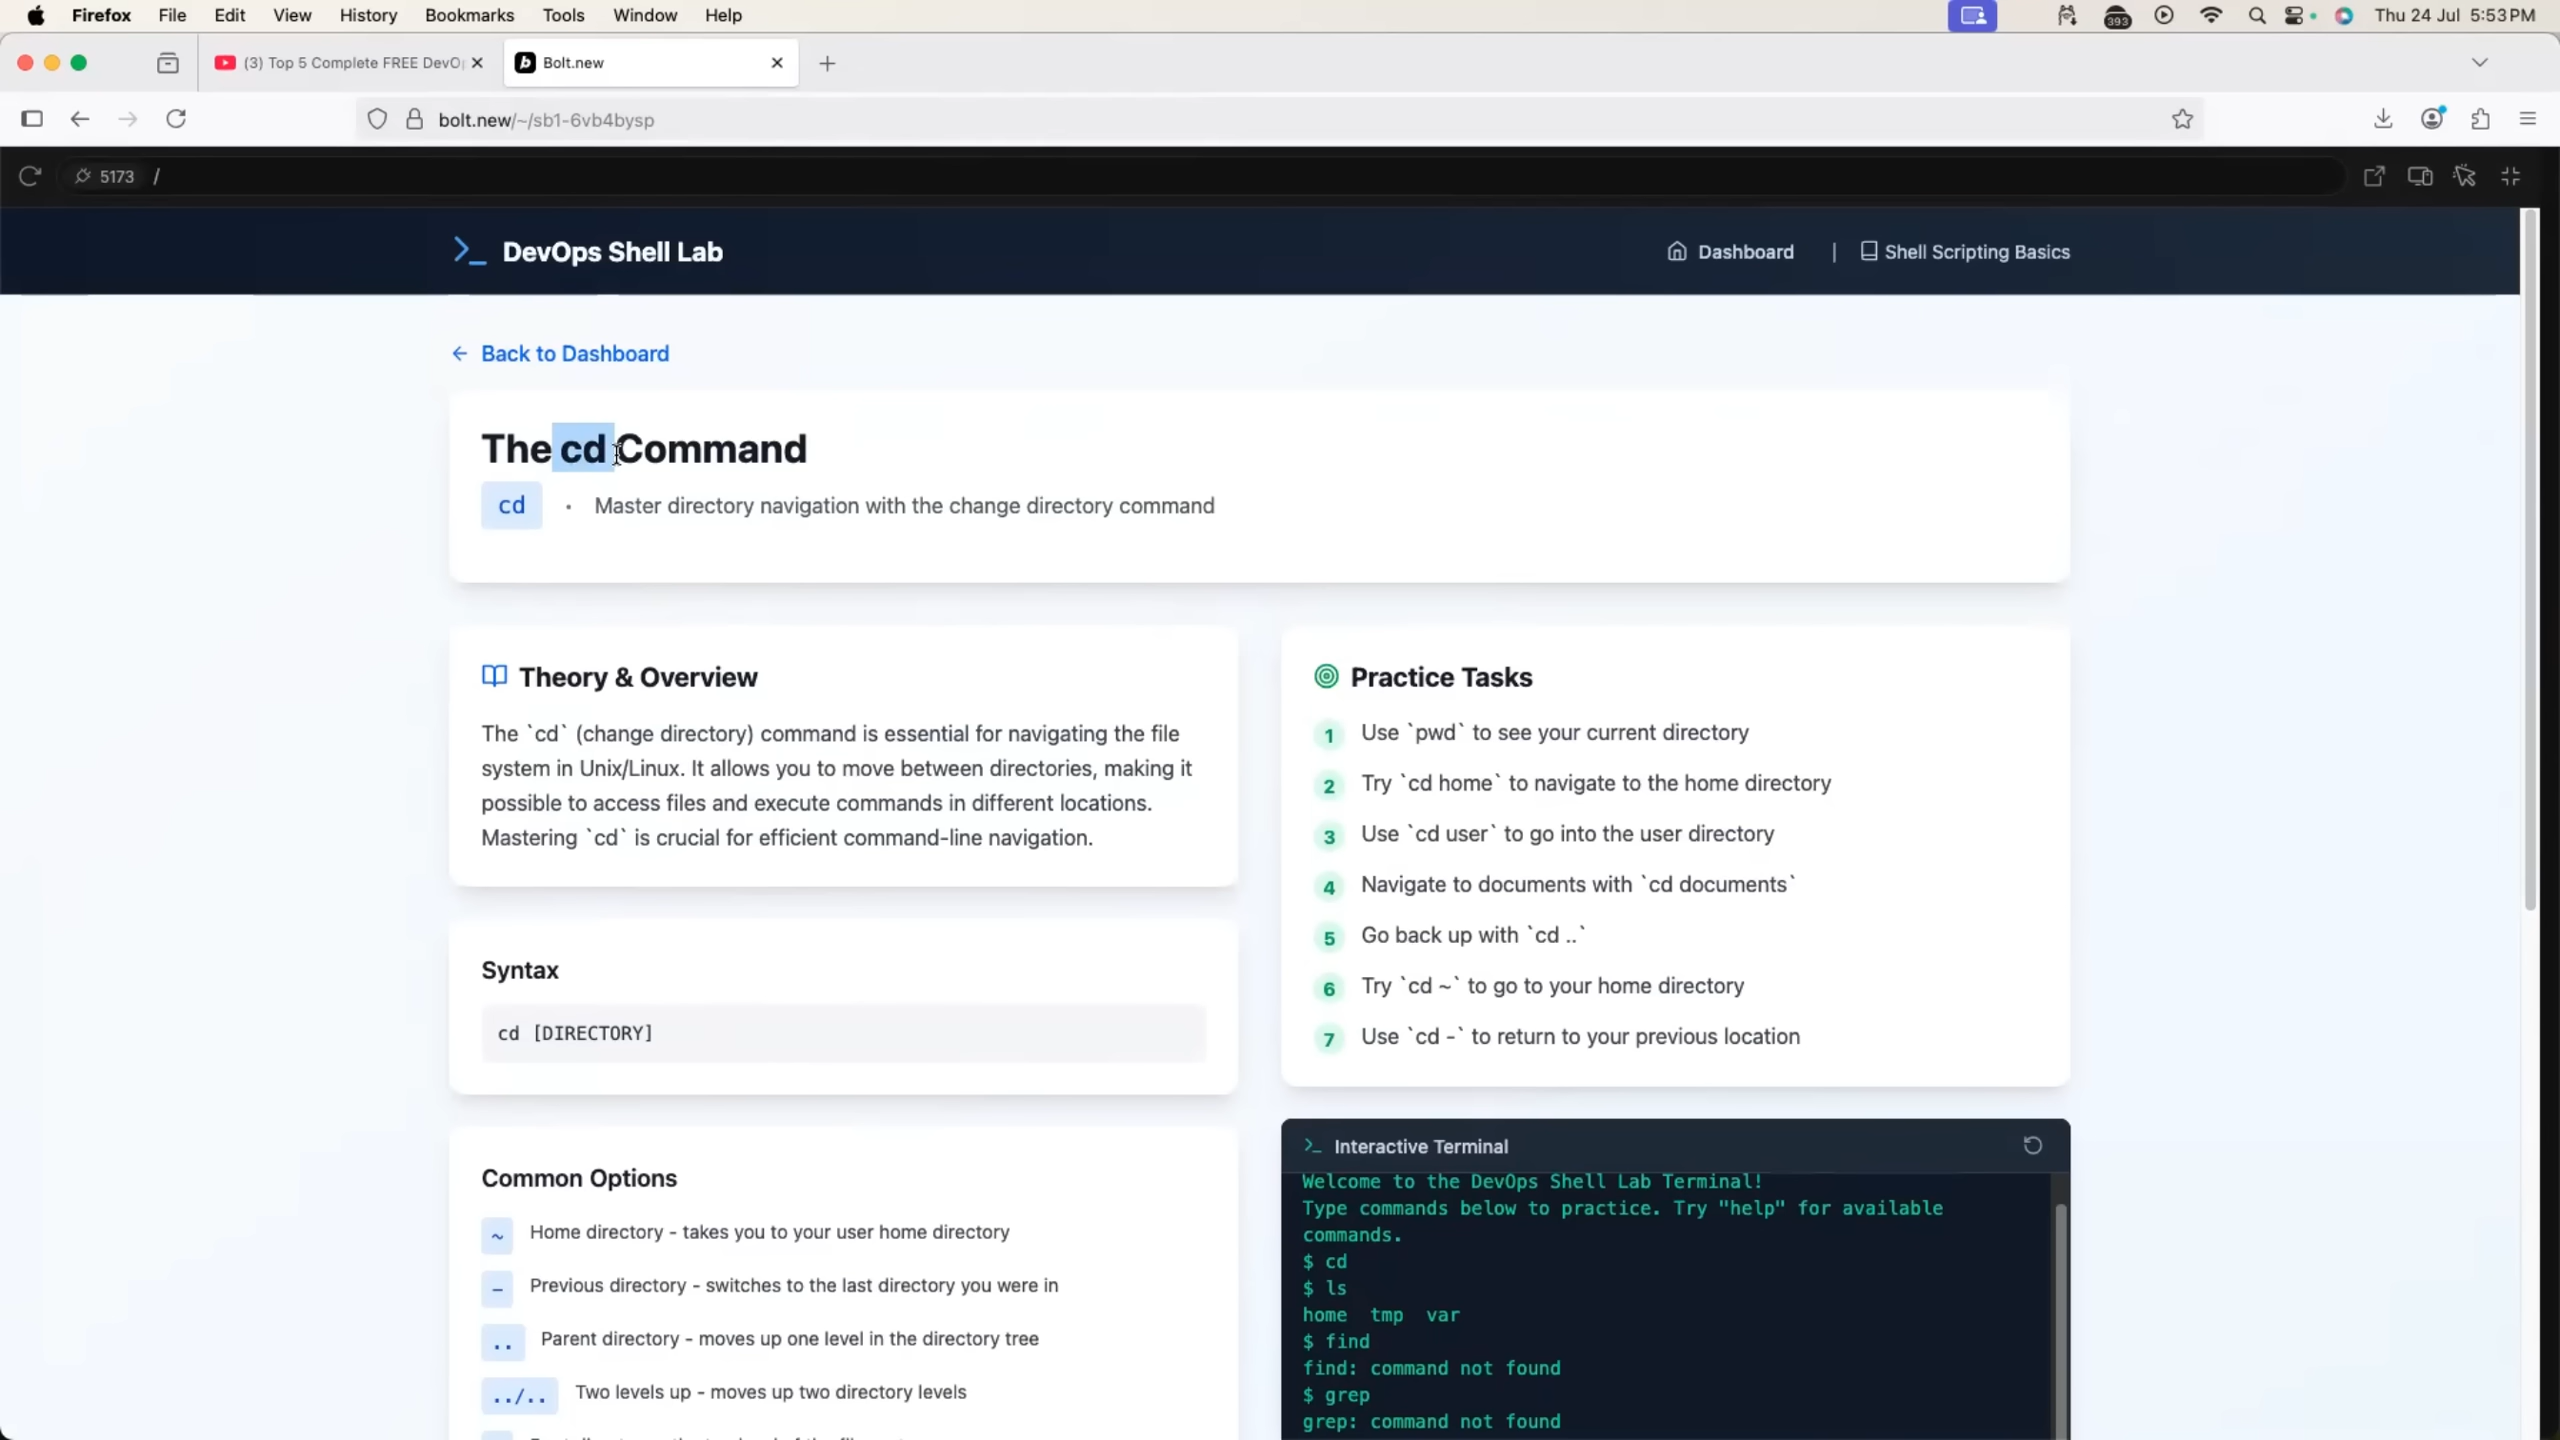 Firefox File Edit View History Bookmarks Tools Window Help 393 Thu 24 Jul 5:53 PM
(3) Top 5 Complete FREE DevO
Bolt.new
bolt.new/~/sb1-6vb4bysp
5173 /
DevOps Shell Lab
Dashboard | Shell Scripting Basics
← Back to Dashboard
The cd Command
cd • Master directory navigation with the change directory command
Theory & Overview
The `cd` (change directory) command is essential for navigating the file
system in Unix/Linux. It allows you to move between directories, making it
possible to access files and execute commands in different locations.
Mastering `cd` is crucial for efficient command-line navigation.
Syntax
cd [DIRECTORY]
Common Options
~ Home directory - takes you to your user home directory
- Previous directory - switches to the last directory you were in
.. Parent directory - moves up one level in the directory tree
../.. Two levels up - moves up two directory levels
Practice Tasks
1 Use `pwd` to see your current directory
2 Try `cd home` to navigate to the home directory
3 Use `cd user` to go into the user directory
4 Navigate to documents with `cd documents`
5 Go back up with `cd ..`
6 Try `cd ~` to go to your home directory
7 Use `cd -` to return to your previous location
>_ Interactive Terminal
Welcome to the DevOps Shell Lab Terminal!
Type commands below to practice. Try "help" for available
commands.
$ cd
$ ls
home tmp var
$ find
find: command not found
$ grep
grep: command not found